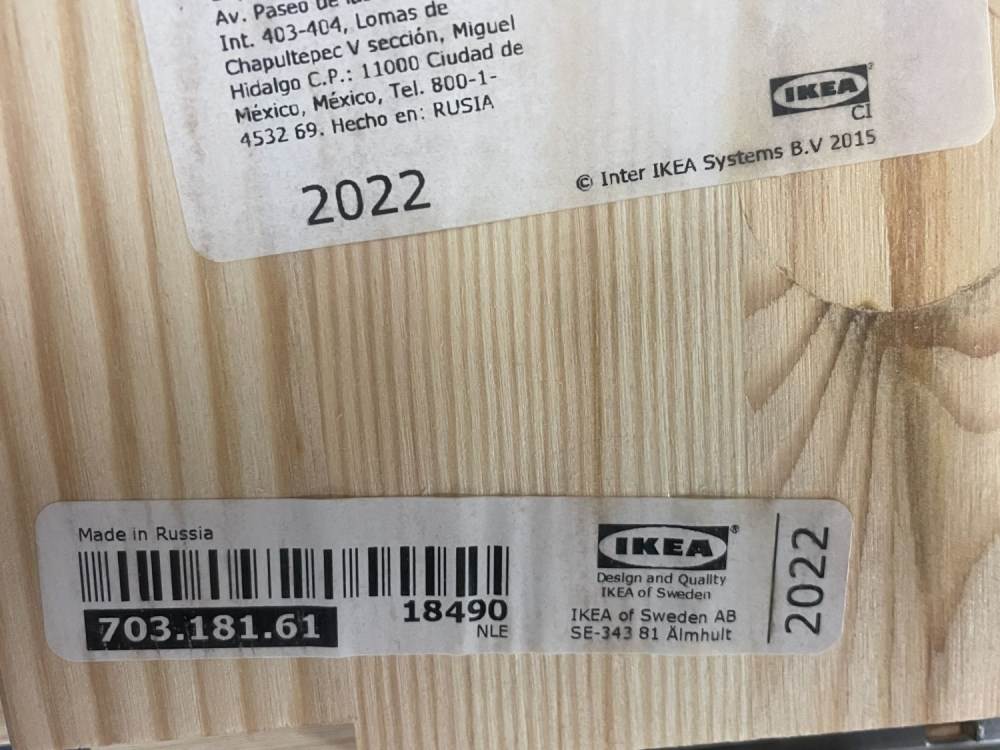 Av. Paseo de
Int. 403-404, Lomas de
Chapultepec V sección, Miguel
Hidalgo C.P.: 11000 Ciudad de
México, México, Tel. 800-1-
4532 69. Hecho en: RUSIA
2022
IKEA®
CI
© Inter IKEA Systems B.V 2015
Made in Russia
703.181.61
18490
NLE
IKEA®
Design and Quality
IKEA of Sweden
IKEA of Sweden AB
SE-343 81 Älmhult
2022